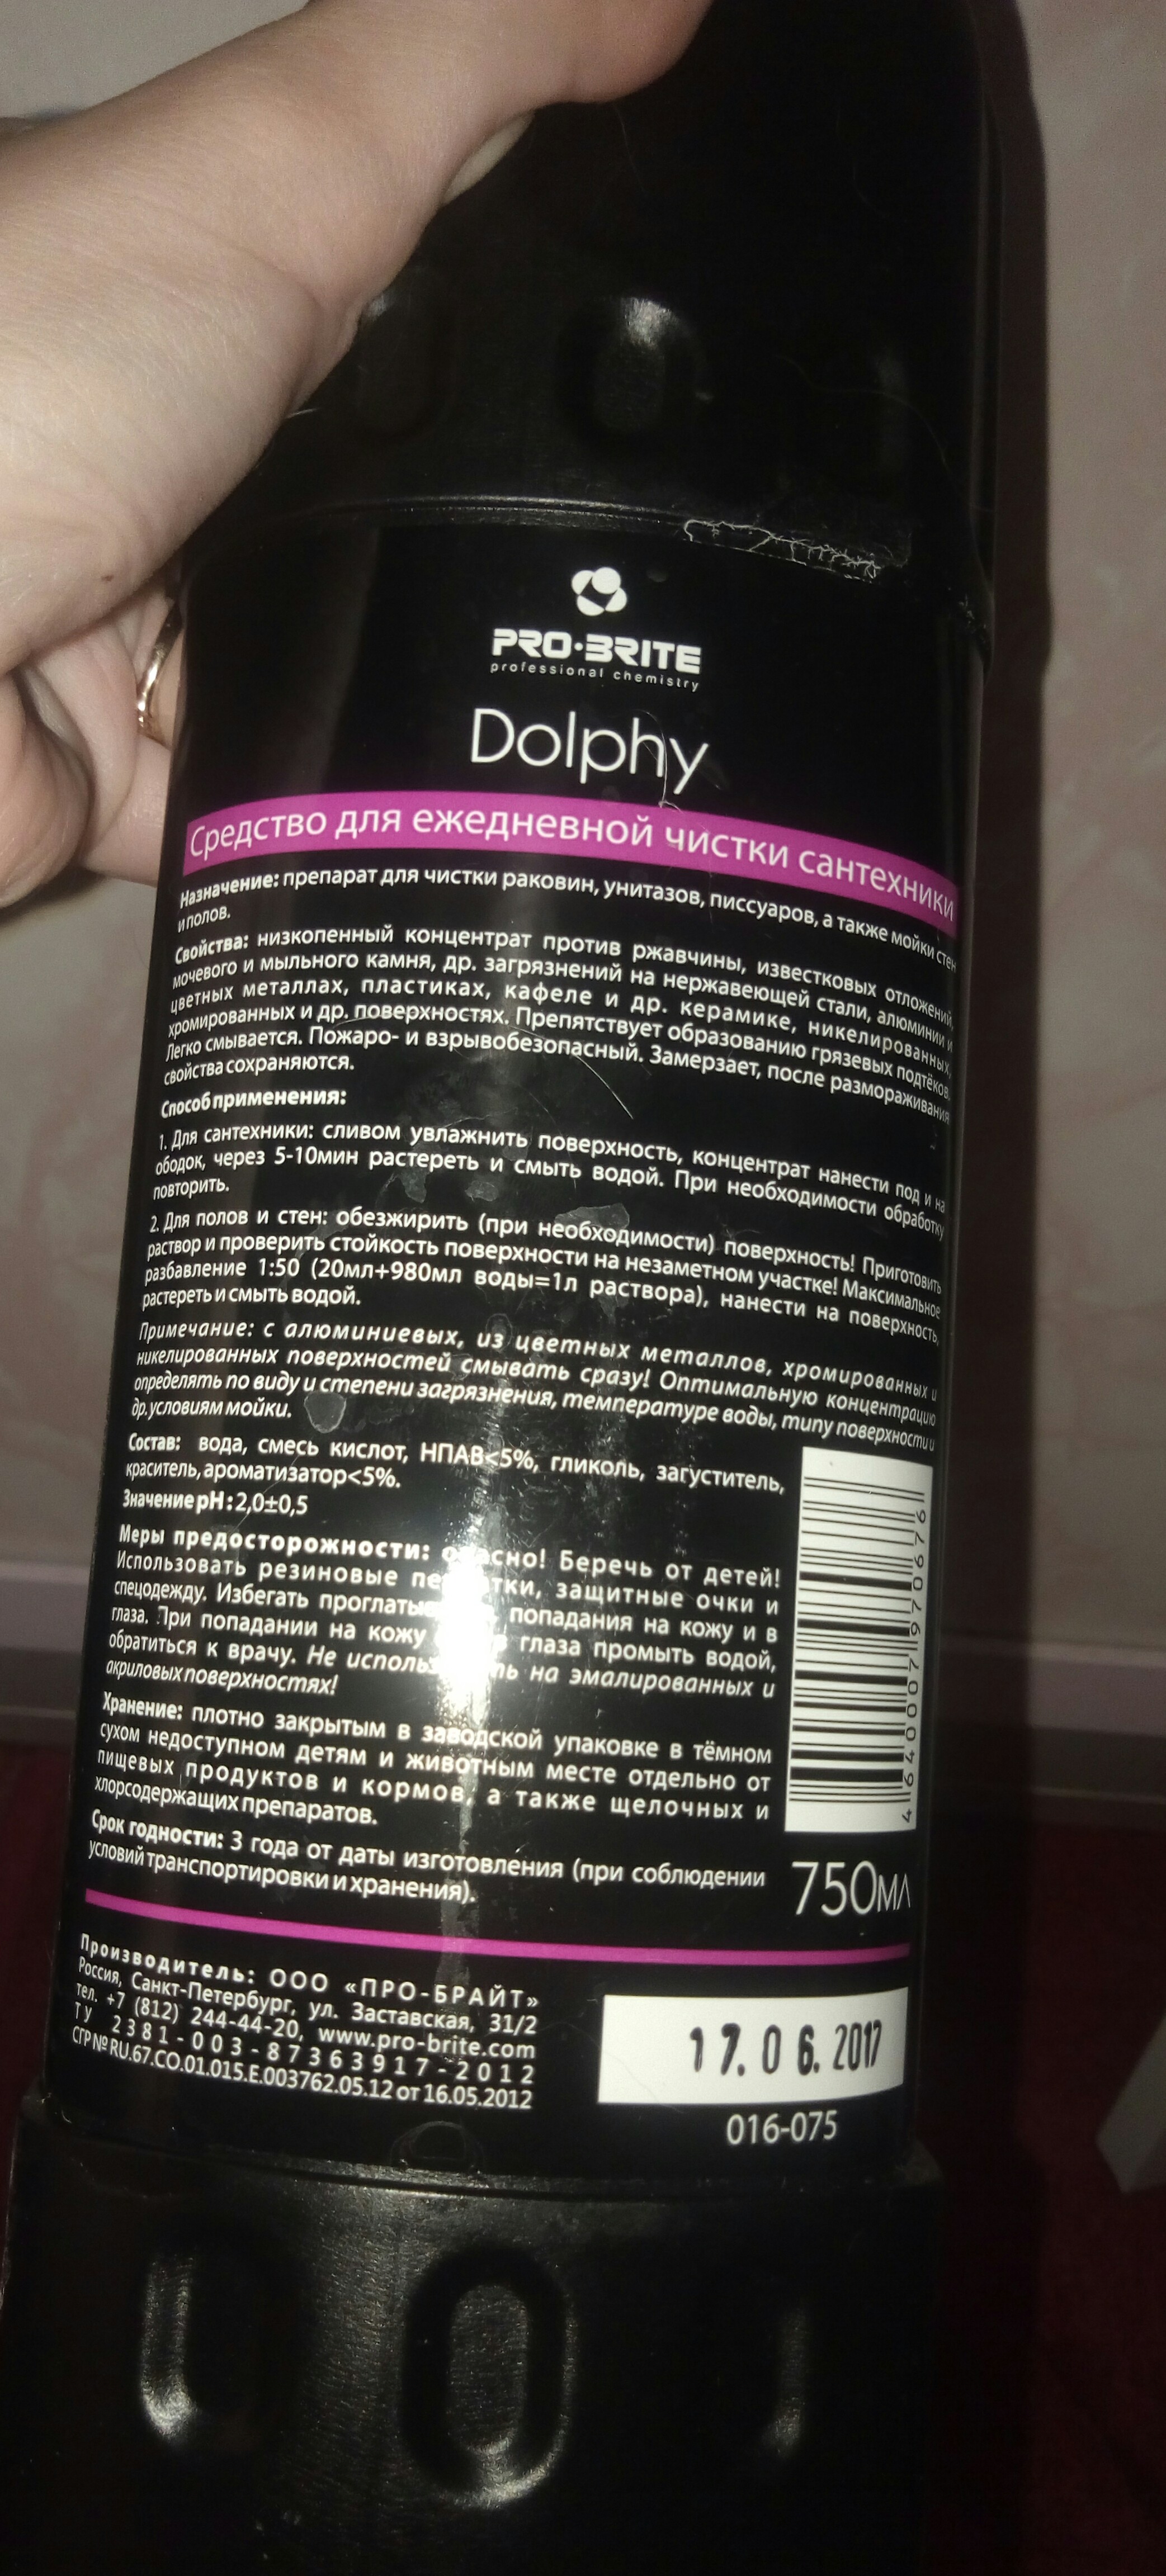 PRO·BRITE
professional chemistry
Dolphy
Средство для ежедневной чистки сантехники
Назначение: препарат для чистки раковин, унитазов, писсуаров, а также мойки стен
и полов.
Свойства: низкопенный концентрат против ржавчины, известковых отложений,
мочевого и мыльного камня, др. загрязнений на нержавеющей стали, алюминии и
цветных металлах, пластиках, кафеле и др. керамике, никелированных,
хромированных и др. поверхностях. Препятствует образованию грязевых подтёков.
Легко смывается. Пожаро- и взрывобезопасный. Замерзает, после размораживания
свойства сохраняются.
Способ применения:
1. Для сантехники: сливом увлажнить поверхность, концентрат нанести под и на
ободок, через 5-10мин растереть и смыть водой. При необходимости обработку
повторить.
2. Для полов и стен: обезжирить (при необходимости) поверхность! Приготовить
раствор и проверить стойкость поверхности на незаметном участке! Максимальное
разбавление 1:50 (20мл+980мл воды=1л раствора), нанести на поверхность,
растереть и смыть водой.
Примечание: с алюминиевых, из цветных металлов, хромированных и
никелированных поверхностей смывать сразу! Оптимальную концентрацию
определять по виду и степени загрязнения, температуре воды, типу поверхности и
др. условиям мойки.
Состав: вода, смесь кислот, НПАВ<5%, гликоль, загуститель,
краситель, ароматизатор<5%.
Значение pH: 2,0±0,5
Меры предосторожности: Беречь от детей!
Использовать резиновые защитные очки и
спецодежду. Избегать попадания на кожу и в
глаза. При попадании на кожу глаза промыть водой,
обратиться к врачу. Не на эмалированных и
акриловых поверхностях!
Хранение: плотно закрытым в заводской упаковке в тёмном
сухом недоступном детям и животным месте отдельно от
пищевых продуктов и кормов, а также щелочных и
хлорсодержащих препаратов.
Срок годности: 3 года от даты изготовления (при соблюдении
условий транспортировки и хранения).
4 640007 970676
750мл
Производитель: ООО «ПРО-БРАЙТ»
Россия, Санкт-Петербург, ул. Заставская, 31/2
тел. +7 (812) 244-44-20, www.pro-brite.com
ТУ 2381-003-87363917-2012
СГР № RU.67.CO.01.015.E.003762.05.12 от 16.05.2012
17.06.2017
016-075